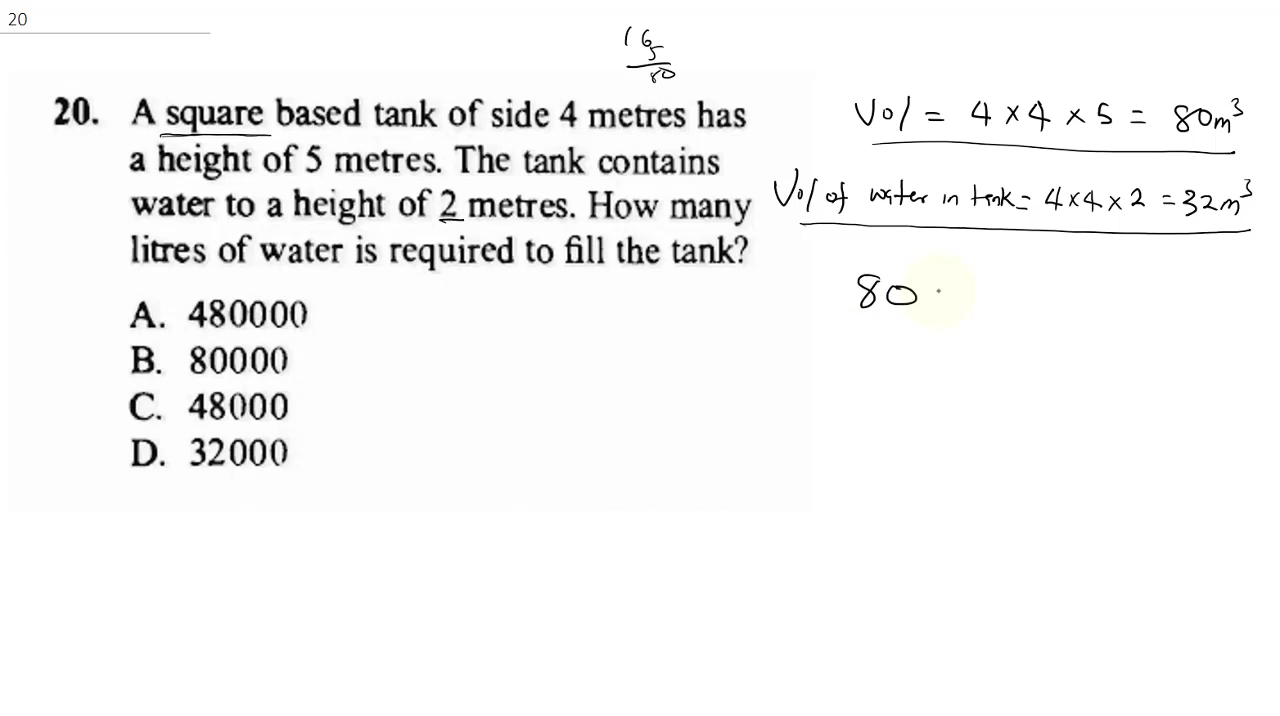 20
16
5
80
20. A square based tank of side 4 metres has
a height of 5 metres. The tank contains
water to a height of 2 metres. How many
litres of water is required to fill the tank?
A. 480000
B. 80000
C. 48000
D. 32000
Vol = 4 × 4 × 5 = 80m³
Vol of water in tank = 4 × 4 × 2 = 32m³
80